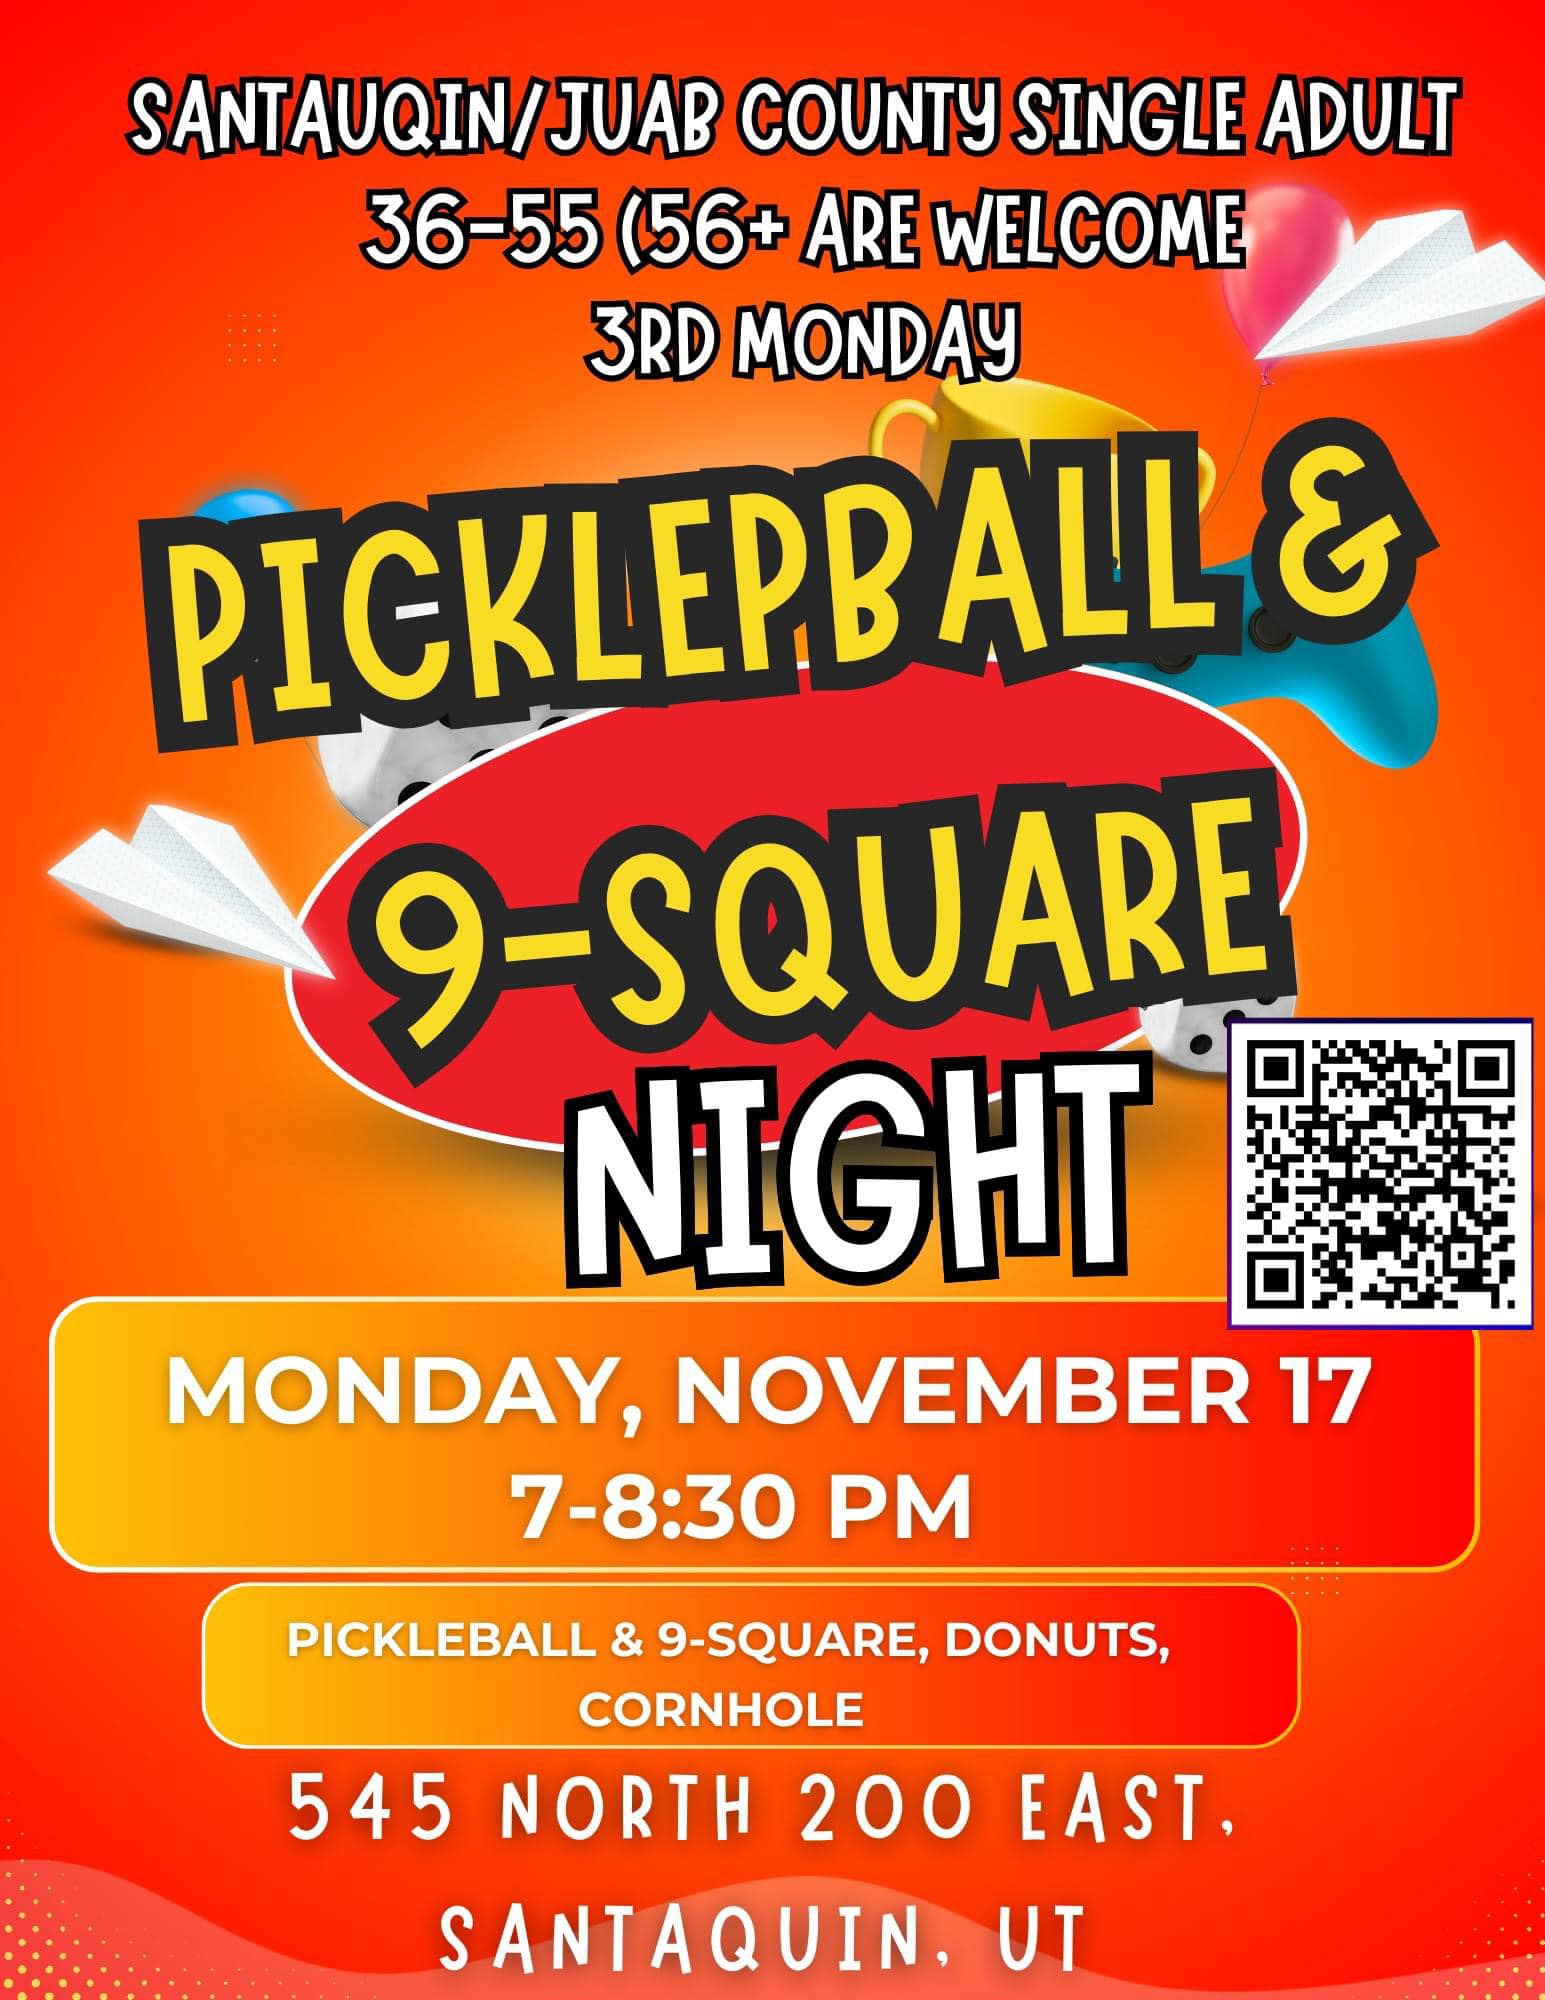 SANTAUQIN/JUAB COUNTY SINGLE ADULT
36-55 (56+ ARE WELCOME
3RD MONDAY
PICKLEPBALL &
9-SQUARE
NIGHT
MONDAY, NOVEMBER 17
7-8:30 PM
PICKLEBALL & 9-SQUARE, DONUTS,
CORNHOLE
545 NORTH 200 EAST,
SANTAQUIN, UT